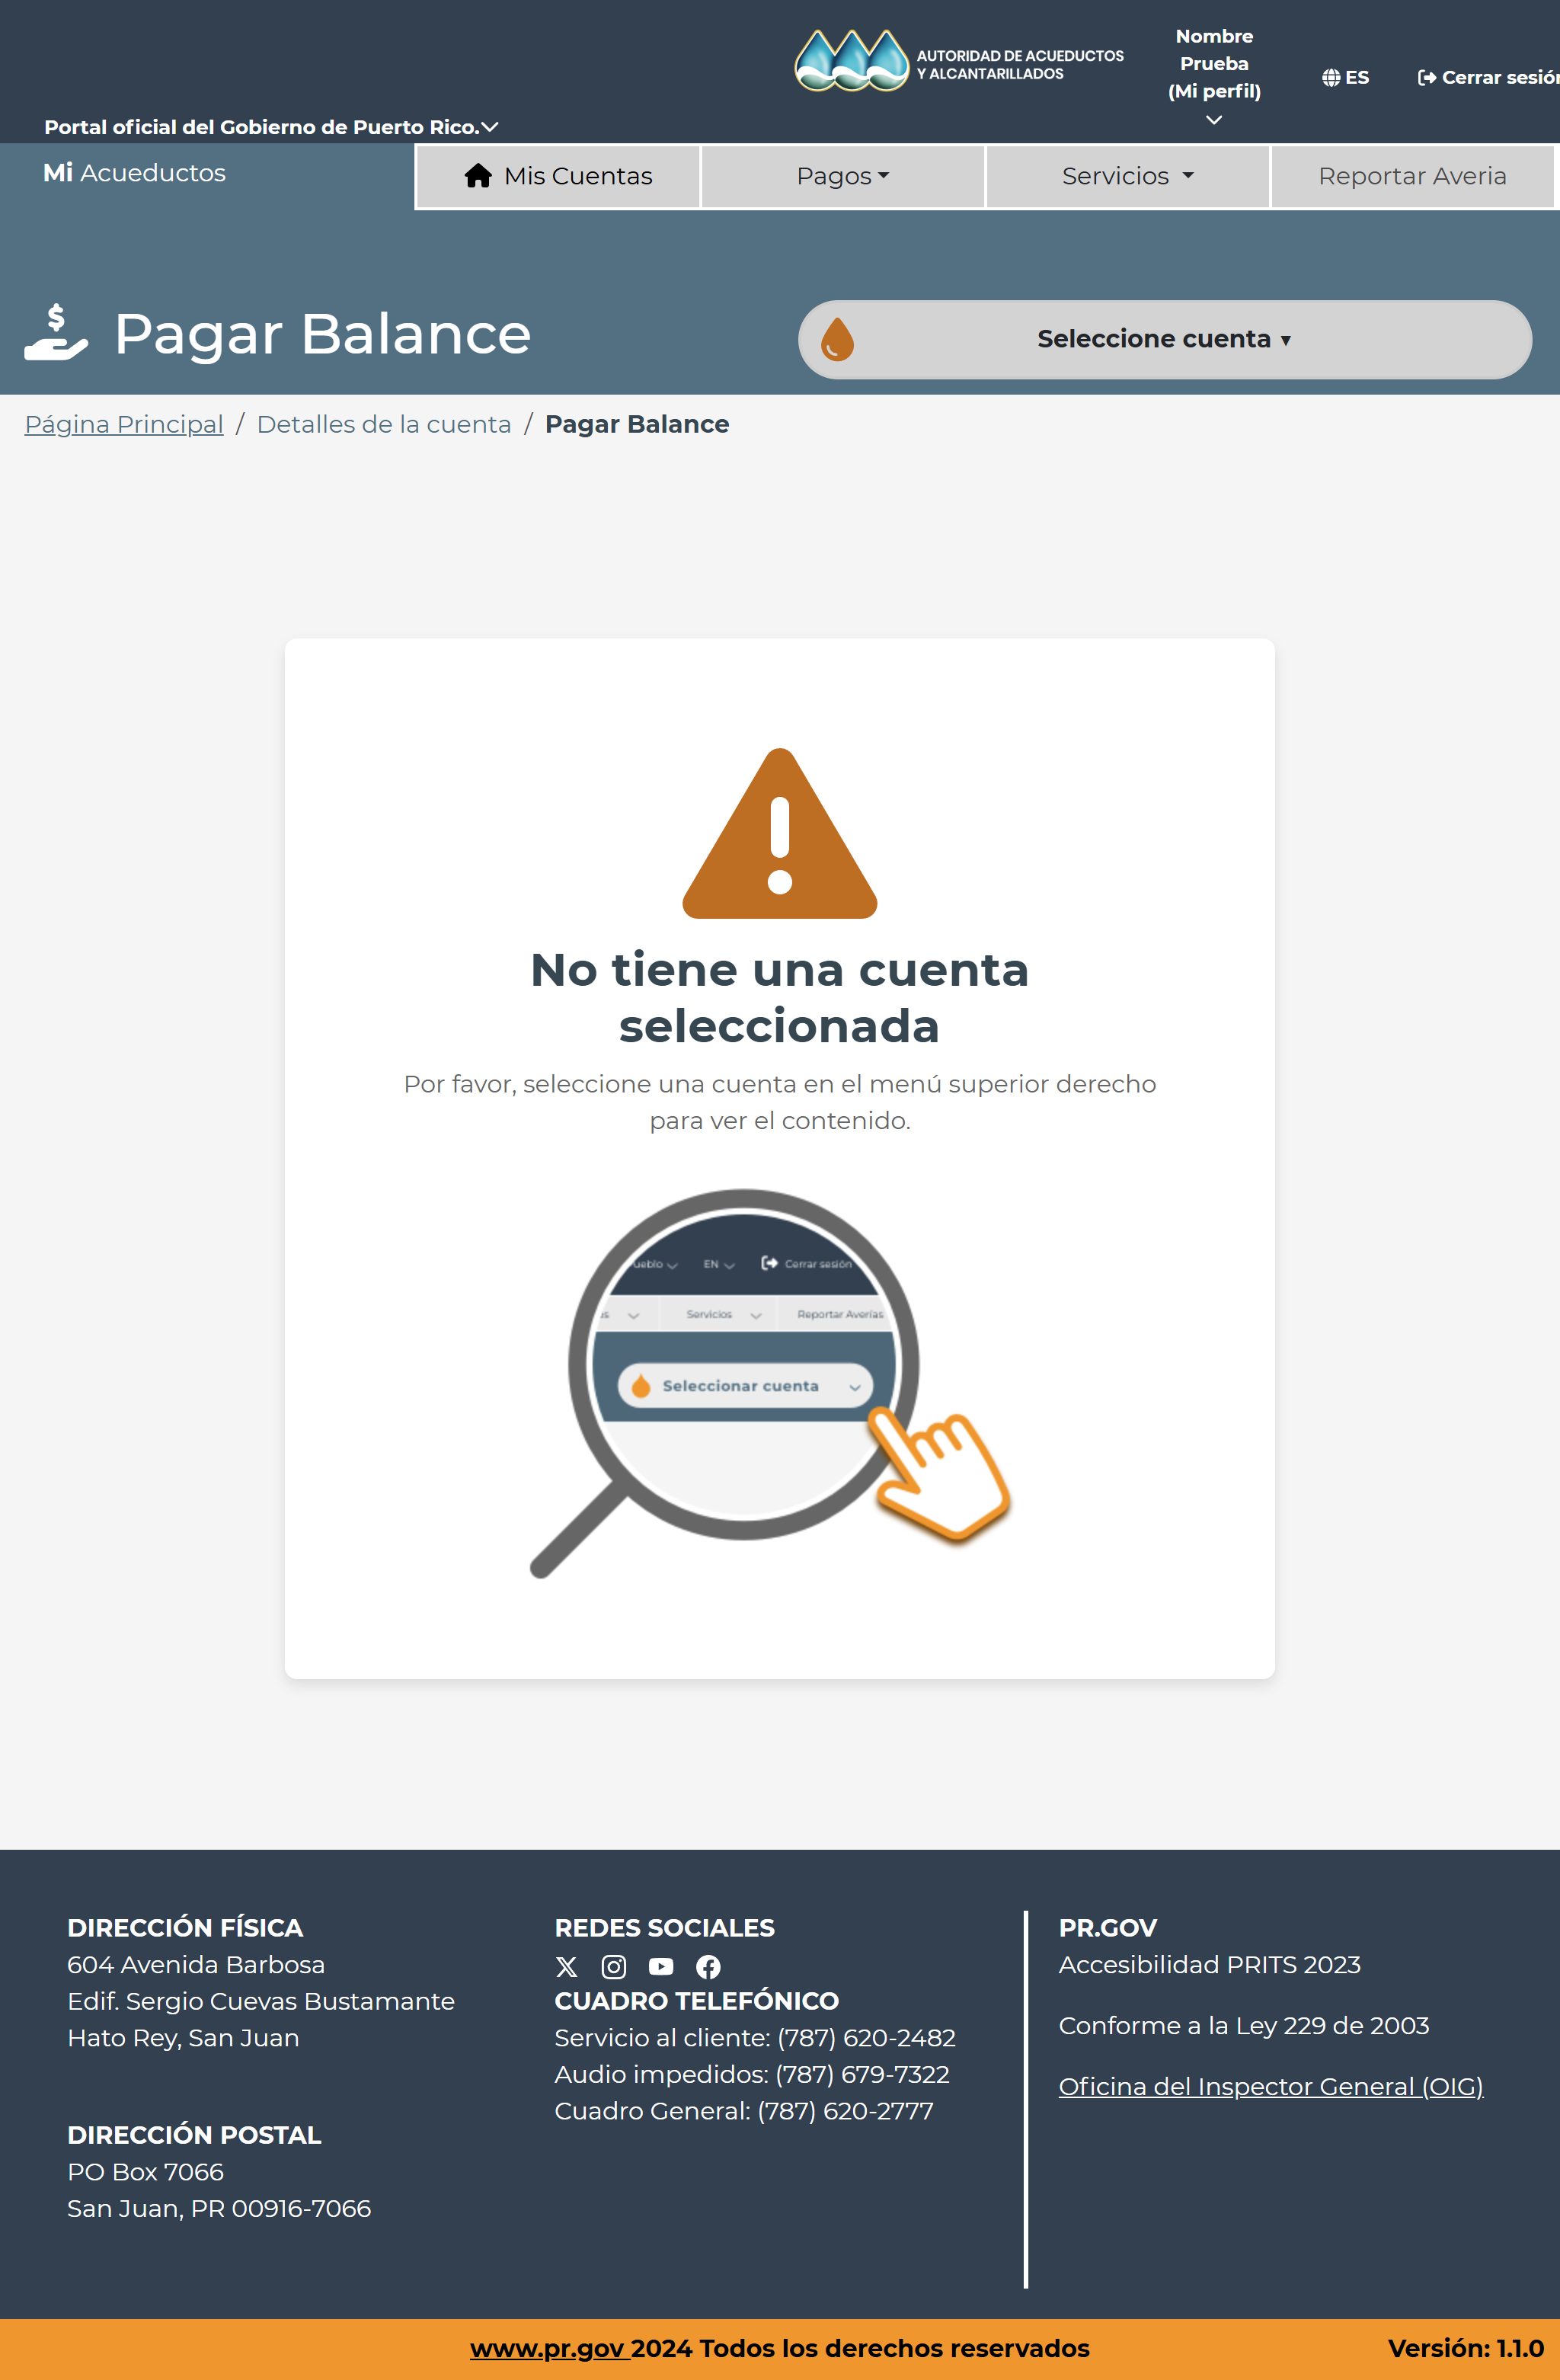 AUTORIDAD DE ACUEDUCTOS
Y ALCANTARILLADOS
Nombre
Prueba
(Mi perfil)
ES
Cerrar sesión
Portal oficial del Gobierno de Puerto Rico.
Mi Acueductos
Mis Cuentas
Pagos
Servicios
Reportar Averia
Pagar Balance
Seleccione cuenta ▾
Página Principal / Detalles de la cuenta / Pagar Balance
No tiene una cuenta
seleccionada
Por favor, seleccione una cuenta en el menú superior derecho
para ver el contenido.
ueblo EN Cerrar sesión
os Servicios Reportar Averías
Seleccionar cuenta
DIRECCIÓN FÍSICA
604 Avenida Barbosa
Edif. Sergio Cuevas Bustamante
Hato Rey, San Juan
DIRECCIÓN POSTAL
PO Box 7066
San Juan, PR 00916-7066
REDES SOCIALES
CUADRO TELEFÓNICO
Servicio al cliente: (787) 620-2482
Audio impedidos: (787) 679-7322
Cuadro General: (787) 620-2777
PR.GOV
Accesibilidad PRITS 2023
Conforme a la Ley 229 de 2003
Oficina del Inspector General (OIG)
www.pr.gov 2024 Todos los derechos reservados
Versión: 1.1.0